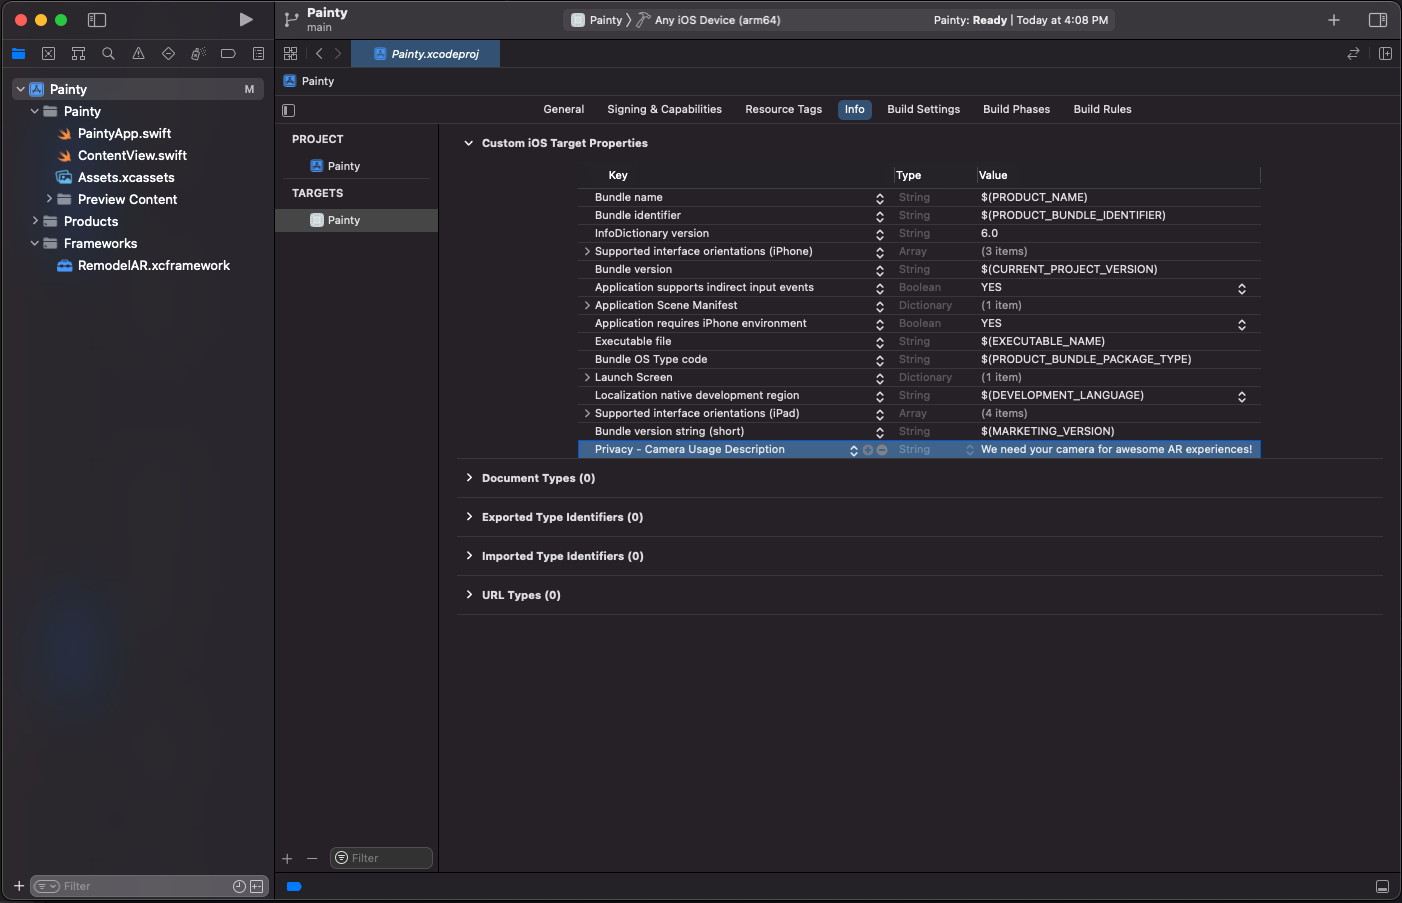 Painty
main
Painty
Any iOS Device (arm64)
Painty: Ready | Today at 4:08 PM
Painty.xcodeproj
Painty
M
Painty
PaintyApp.swift
ContentView.swift
Assets.xcassets
Preview Content
Products
Frameworks
RemodelAR.xcframework
Filter
Painty
General
Signing & Capabilities
Resource Tags
Info
Build Settings
Build Phases
Build Rules
PROJECT
Painty
TARGETS
Painty
Filter
Custom iOS Target Properties
Key Type Value
Bundle name String $(PRODUCT_NAME)
Bundle identifier String $(PRODUCT_BUNDLE_IDENTIFIER)
InfoDictionary version String 6.0
Supported interface orientations (iPhone) Array (3 items)
Bundle version String $(CURRENT_PROJECT_VERSION)
Application supports indirect input events Boolean YES
Application Scene Manifest Dictionary (1 item)
Application requires iPhone environment Boolean YES
Executable file String $(EXECUTABLE_NAME)
Bundle OS Type code String $(PRODUCT_BUNDLE_PACKAGE_TYPE)
Launch Screen Dictionary (1 item)
Localization native development region String $(DEVELOPMENT_LANGUAGE)
Supported interface orientations (iPad) Array (4 items)
Bundle version string (short) String $(MARKETING_VERSION)
Privacy - Camera Usage Description String We need your camera for awesome AR experiences!
Document Types (0)
Exported Type Identifiers (0)
Imported Type Identifiers (0)
URL Types (0)